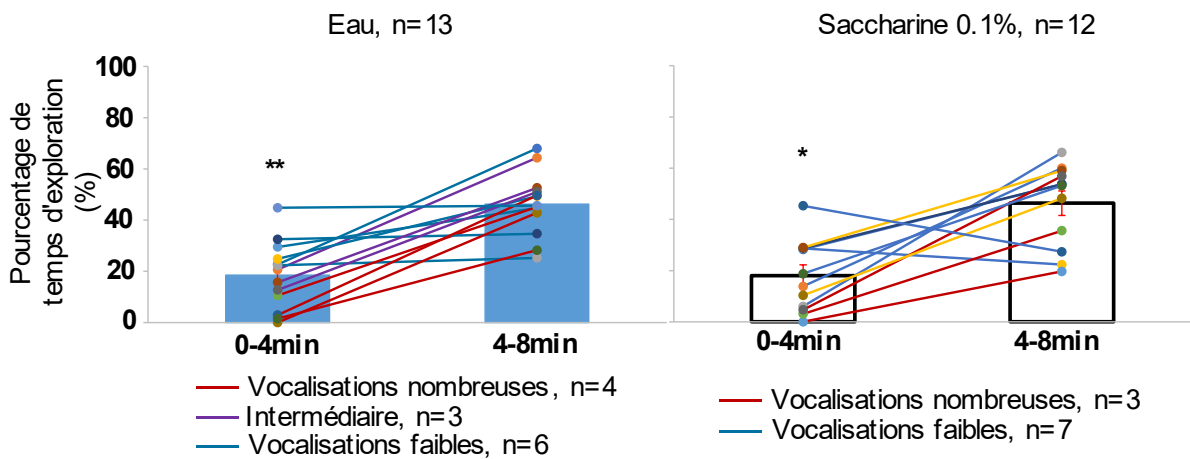 Eau, n=13
Saccharine 0.1%, n=12
Pourcentage de
temps d'exploration
(%)
100
80
60
40
20
0
**
*
0-4min
4-8min
0-4min
4-8min
Vocalisations nombreuses, n=4
Intermédiaire, n=3
Vocalisations faibles, n=6
Vocalisations nombreuses, n=3
Vocalisations faibles, n=7